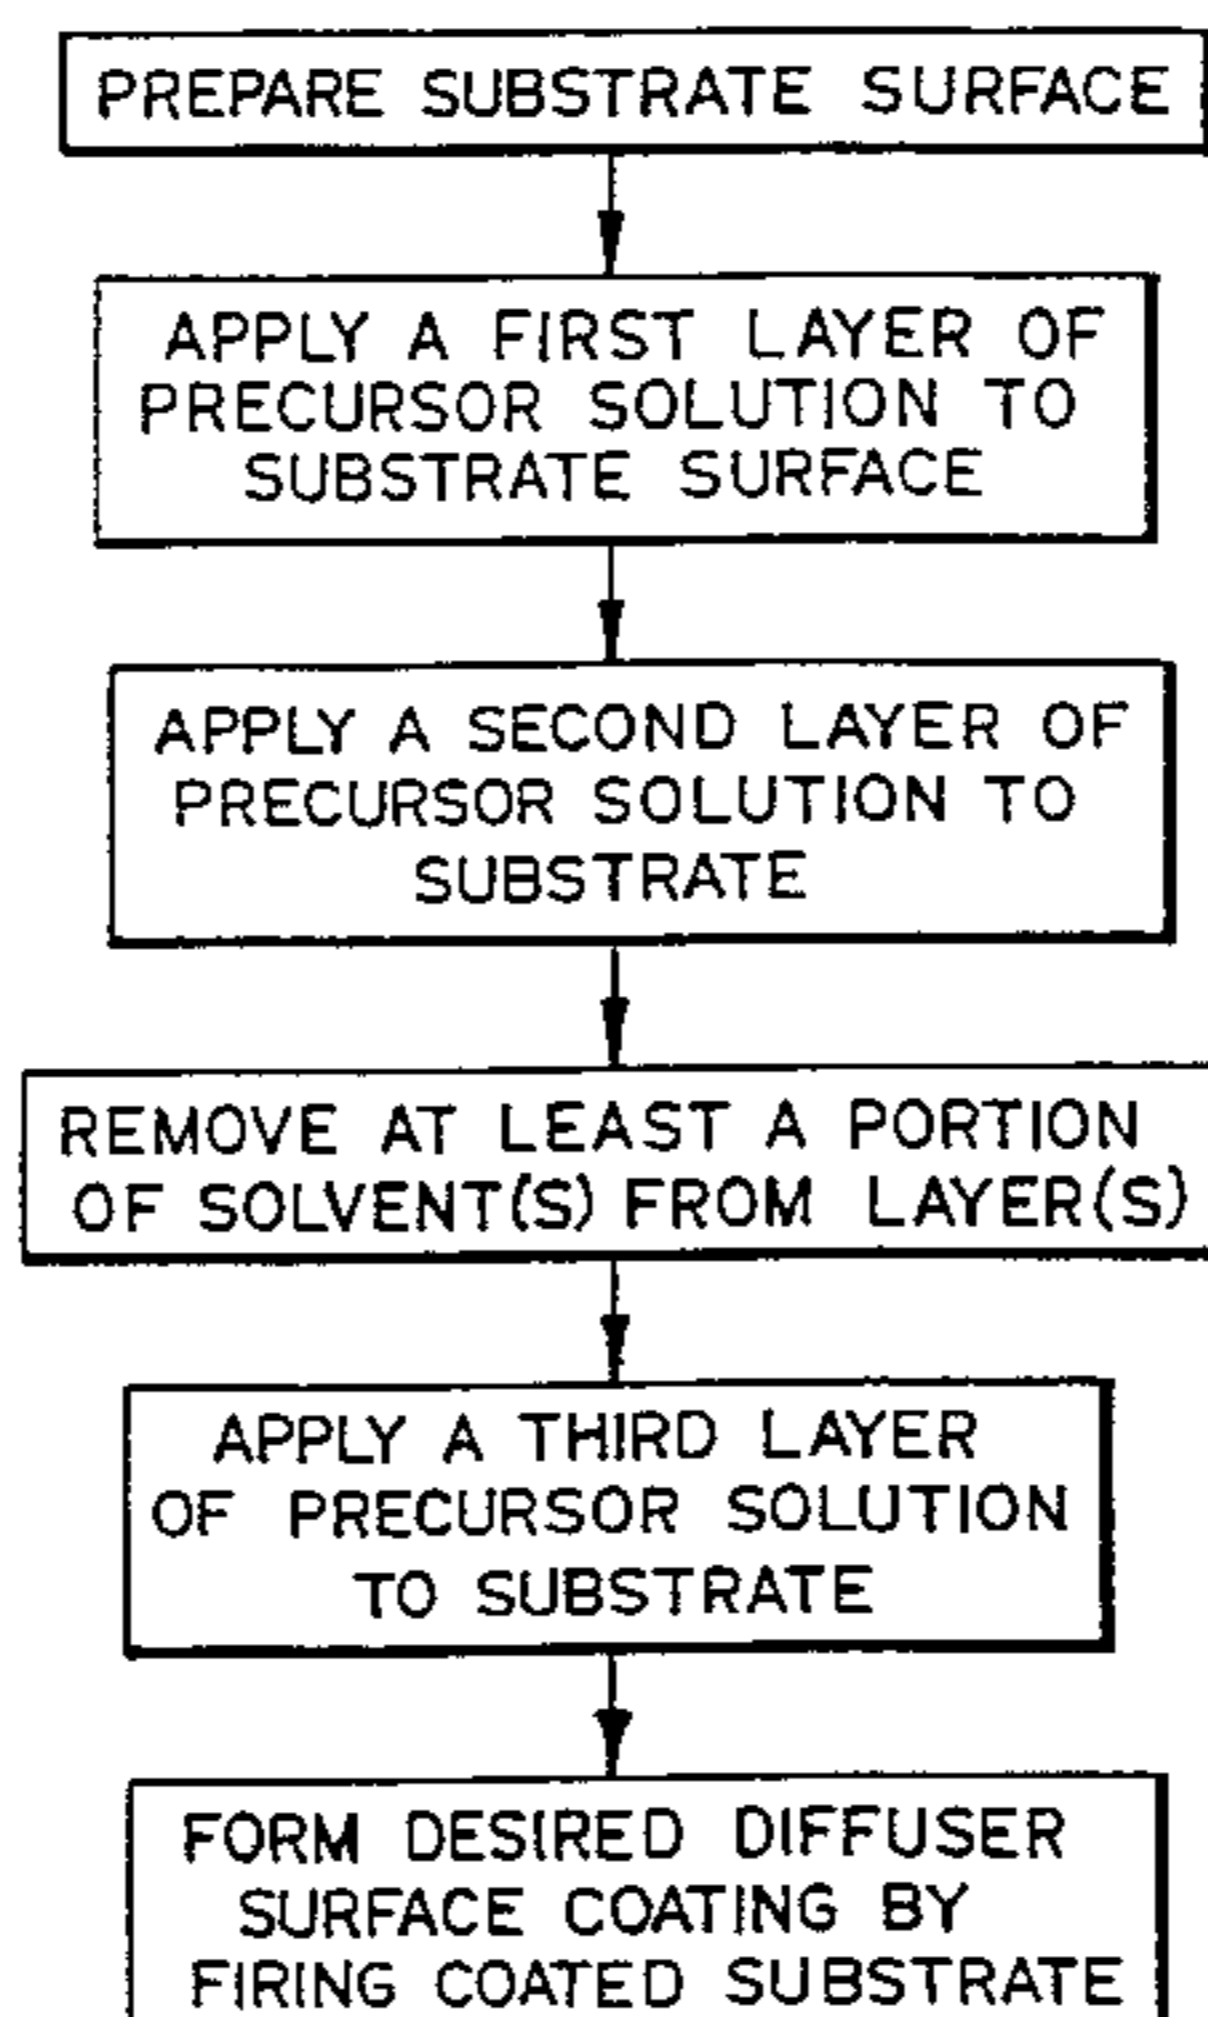 PREPARE SUBSTRATE SURFACE
APPLY A FIRST LAYER OF
PRECURSOR SOLUTION TO
SUBSTRATE SURFACE
APPLY A SECOND LAYER OF
PRECURSOR SOLUTION TO
SUBSTRATE
REMOVE AT LEAST A PORTION
OF SOLVENT(S) FROM LAYER(S)
APPLY A THIRD LAYER
OF PRECURSOR SOLUTION
TO SUBSTRATE
FORM DESIRED DIFFUSER
SURFACE COATING BY
FIRING COATED SUBSTRATE